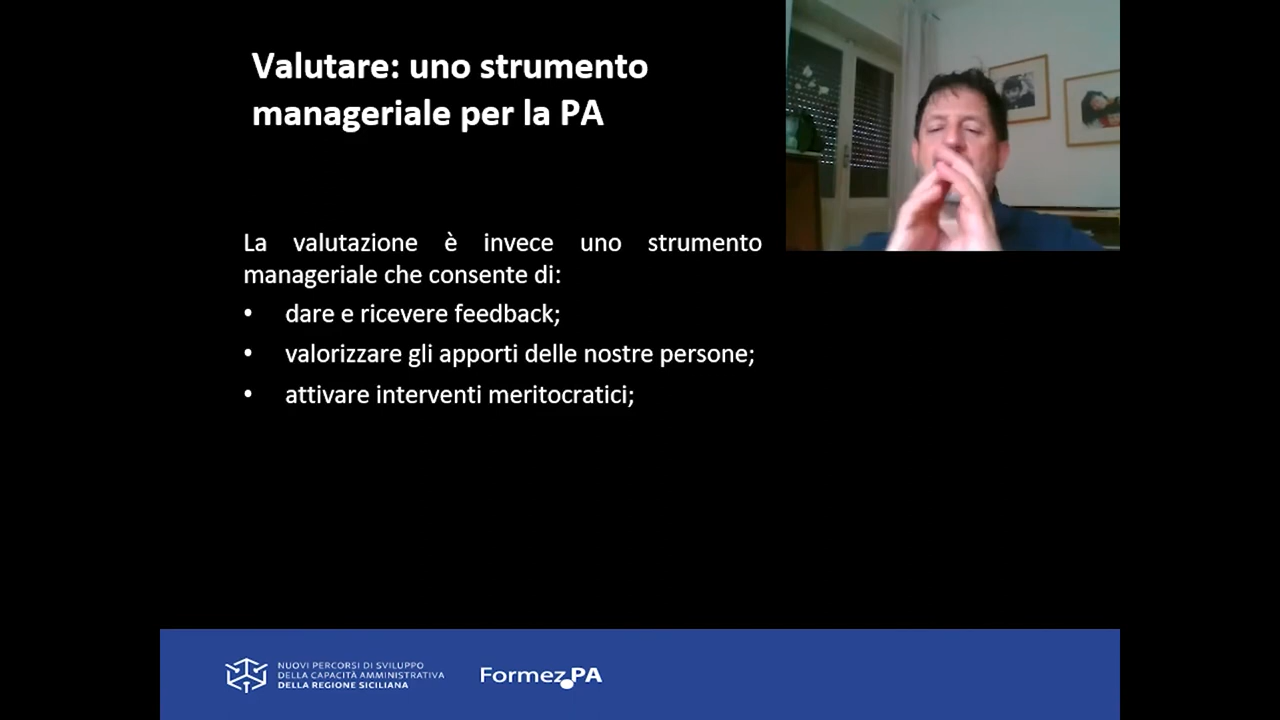 Valutare: uno strumento
manageriale per la PA
La valutazione è invece uno strumento
manageriale che consente di:
• dare e ricevere feedback;
• valorizzare gli apporti delle nostre persone;
• attivare interventi meritocratici;
NUOVI PERCORSI DI SVILUPPO
DELLA CAPACITÀ AMMINISTRATIVA
DELLA REGIONE SICILIANA
Formez PA